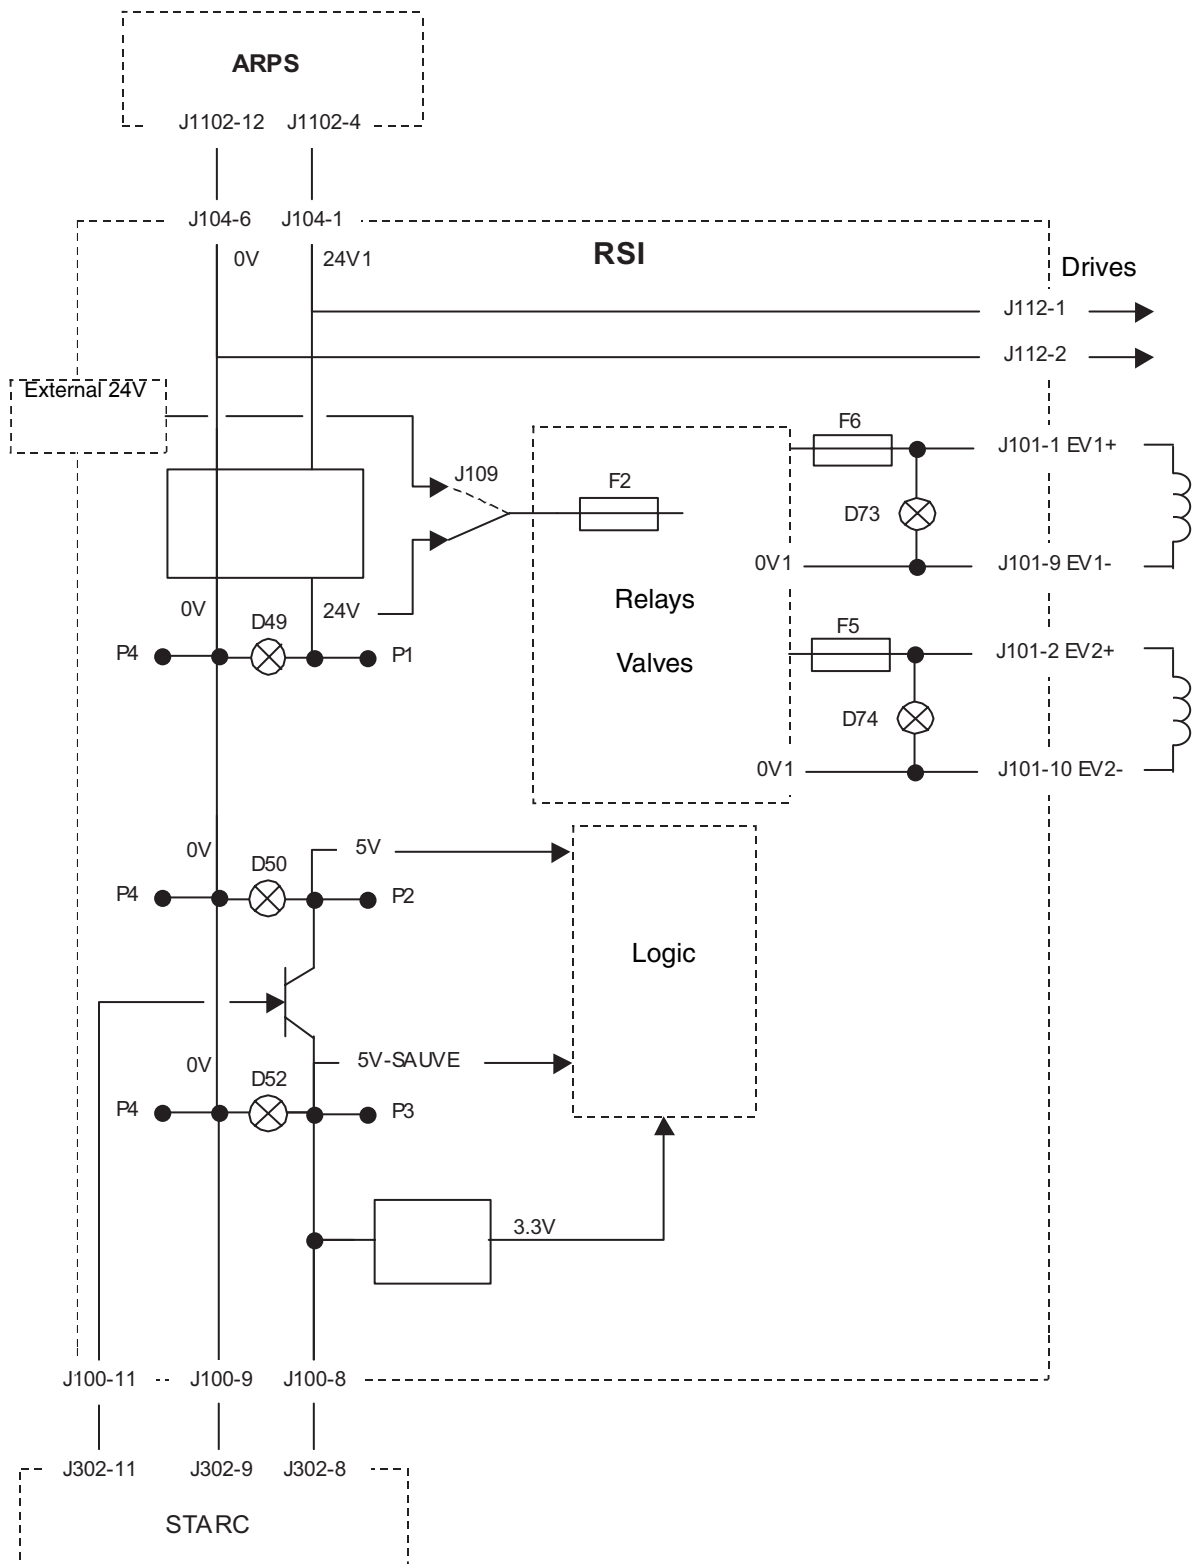 ARPS
J1102-12 J1102-4
J104-6 J104-1
RSI
0V 24V1
Drives
J112-1
J112-2
External 24V
F6
J101-1 EV1+
J109
F2
D73
0V1
J101-9 EV1-
Relays
0V
D49
24V
P4
P1
F5
J101-2 EV2+
Valves
D74
0V1
J101-10 EV2-
0V
D50
5V
P4
P2
Logic
0V
D52
5V-SAUVE
P4
P3
3.3V
J100-11 J100-9 J100-8
J302-11 J302-9 J302-8
STARC